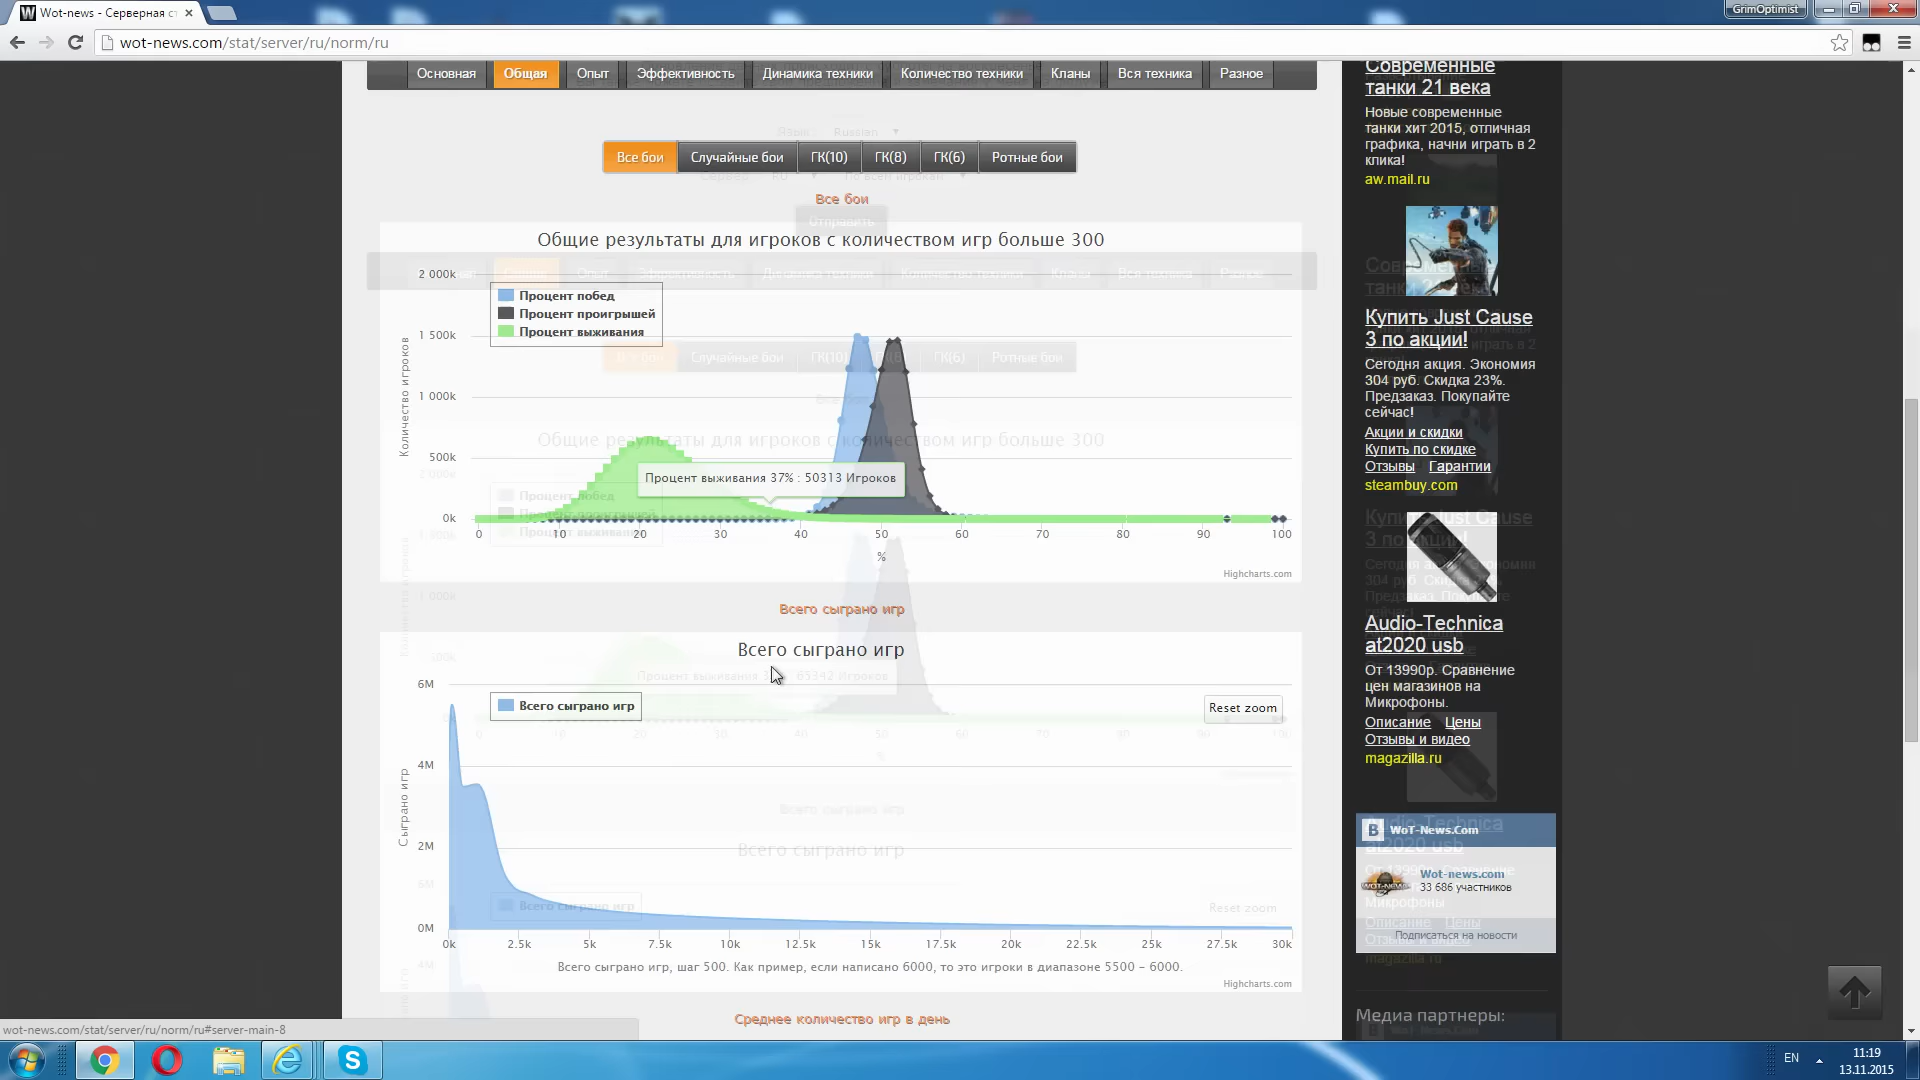 Wot-news - Серверная ст
GrimOptimist
wot-news.com/stat/server/ru/norm/ru
Основная
Общая
Опыт
Эффективность
Динамика техники
Количество техники
Кланы
Вся техника
Разное
Все бои
Случайные бои
ГК(10)
ГК(8)
ГК(6)
Ротные бои
Все бои
Общие результаты для игроков с количеством игр больше 300
2 000k
Процент побед
Процент проигрышей
Процент выживания
1 500k
1 000k
500k
0k
Количество игроков
Процент выживания 37% : 50313 Игроков
0
10
20
30
40
50
60
70
80
90
100
%
Highcharts.com
Всего сыграно игр
Всего сыграно игр
6M
Всего сыграно игр
Reset zoom
4M
2M
0M
Сыграно игр
0k
2.5k
5k
7.5k
10k
12.5k
15k
17.5k
20k
22.5k
25k
27.5k
30k
Всего сыграно игр, шаг 500. Как пример, если написано 6000, то это игроки в диапазоне 5500 – 6000.
Highcharts.com
Среднее количество игр в день
Современные
танки 21 века
Новые современные
танки хит 2015, отличная
графика, начни играть в 2
клика!
aw.mail.ru
Купить Just Cause
3 по акции!
Сегодня акция. Экономия
304 руб. Скидка 23%.
Предзаказ. Покупайте
сейчас!
Акции и скидки
Купить по скидке
Отзывы Гарантии
steambuy.com
Audio-Technica
at2020 usb
От 13990р. Сравнение
цен магазинов на
Микрофоны.
Описание Цены
Отзывы и видео
magazilla.ru
WoT-News.Com
Wot-news.com
33 686 участников
Подписаться на новости
Медиа партнеры:
wot-news.com/stat/server/ru/norm/ru#server-main-8
EN
11:19
13.11.2015